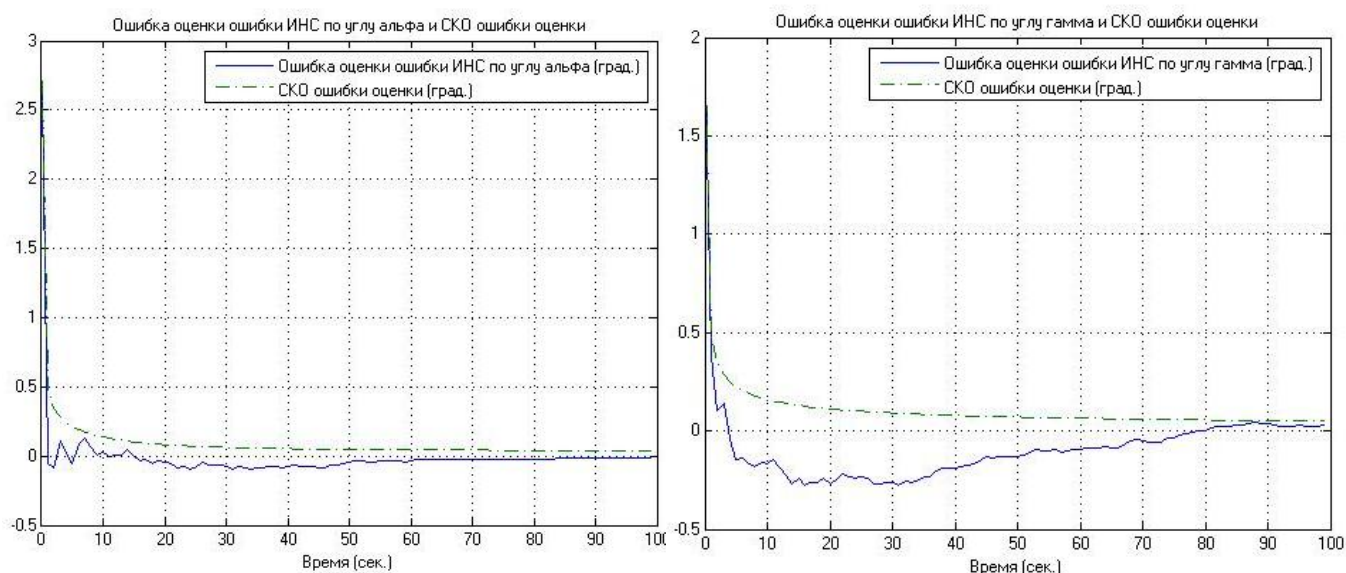 Ошибка оценки ошибки ИНС по углу альфа и СКО ошибки оценки
3
2.5
2
1.5
1
0.5
0
-0.5
Ошибка оценки ошибки ИНС по углу альфа (град.)
СКО ошибки оценки (град.)
0 10 20 30 40 50 60 70 80 90 100
Время (сек.)
Ошибка оценки ошибки ИНС по углу гамма и СКО ошибки оценки
2
1.5
1
0.5
0
-0.5
Ошибка оценки ошибки ИНС по углу гамма (град.)
СКО ошибки оценки (град.)
0 10 20 30 40 50 60 70 80 90 100
Время (сек.)